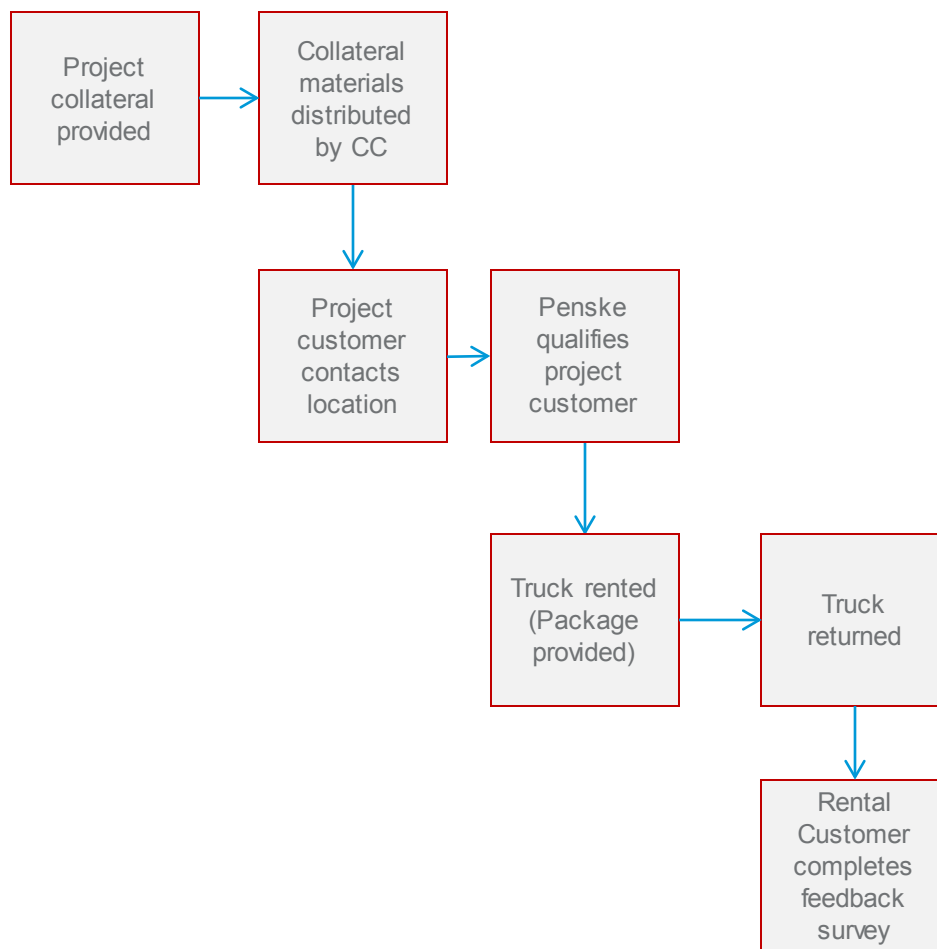 Project
collateral
provided
Collateral
materials
distributed
by CC
Project
customer
contacts
location
Penske
qualifies
project
customer
Truck rented
(Package
provided)
Truck
returned
Rental
Customer
completes
feedback
survey